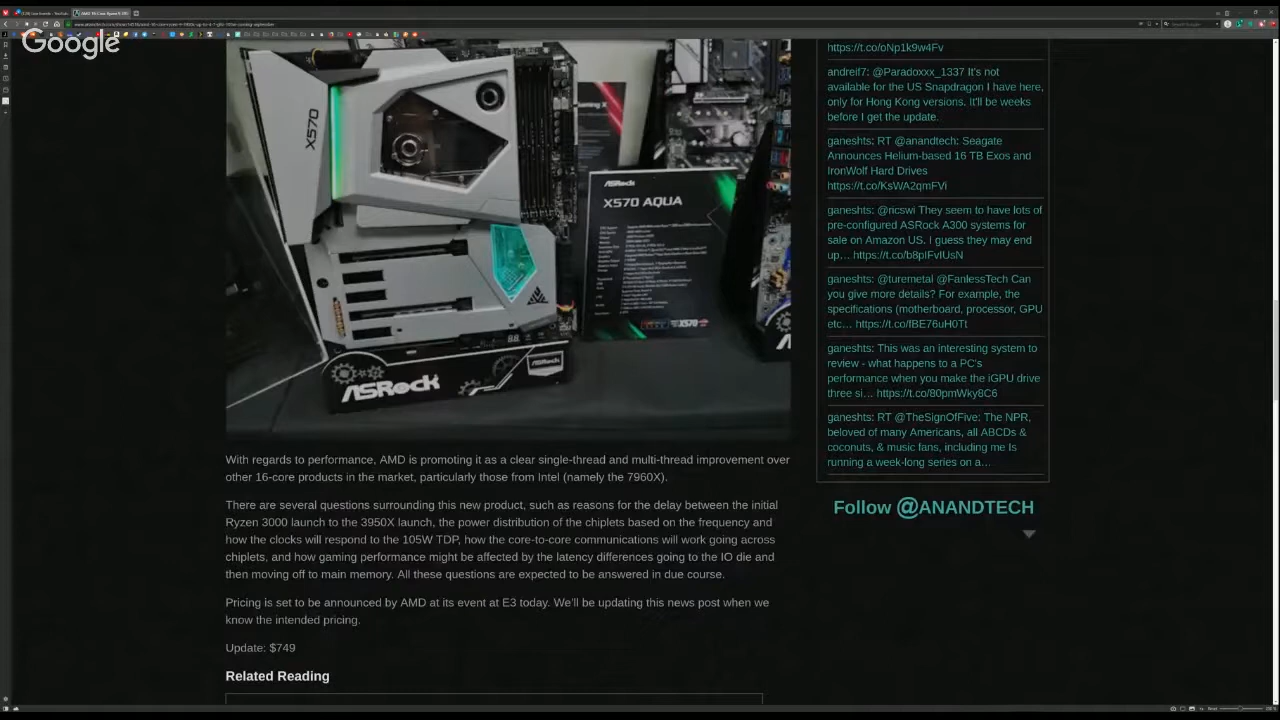 Google
X570
ASRock
X570 AQUA
ASRock
ASRock
X570
With regards to performance, AMD is promoting it as a clear single-thread and multi-thread improvement over
other 16-core products in the market, particularly those from Intel (namely the 7960X).
There are several questions surrounding this new product, such as reasons for the delay between the initial
Ryzen 3000 launch to the 3950X launch, the power distribution of the chiplets based on the frequency and
how the clocks will respond to the 105W TDP, how the core-to-core communications will work going across
chiplets, and how gaming performance might be affected by the latency differences going to the IO die and
then moving off to main memory. All these questions are expected to be answered in due course.
Pricing is set to be announced by AMD at its event at E3 today. We'll be updating this news post when we
know the intended pricing.
Update: $749
Related Reading
https://t.co/oNp1k9w4Fv
andreif7: @Paradoxxx_1337 It's not
available for the US Snapdragon I have here,
only for Hong Kong versions. It'll be weeks
before I get the update.
ganeshts: RT @anandtech: Seagate
Announces Helium-based 16 TB Exos and
IronWolf Hard Drives
https://t.co/KsWA2qmFVi
ganeshts: @ricswi They seem to have lots of
pre-configured ASRock A300 systems for
sale on Amazon US. I guess they may end
up… https://t.co/b8pIFvIUsN
ganeshts: @tunemetal @FanlessTech Can
you give more details? For example, the
specifications (motherboard, processor, GPU
etc… https://t.co/fBE76uH0Tt
ganeshts: This was an interesting system to
review - what happens to a PC's
performance when you make the iGPU drive
three si… https://t.co/80pmWky8C6
ganeshts: RT @TheSignOfFive: The NPR,
beloved of many Americans, all ABCDs &
coconuts, & music fans, including me Is
running a week-long series on a…
Follow @ANANDTECH